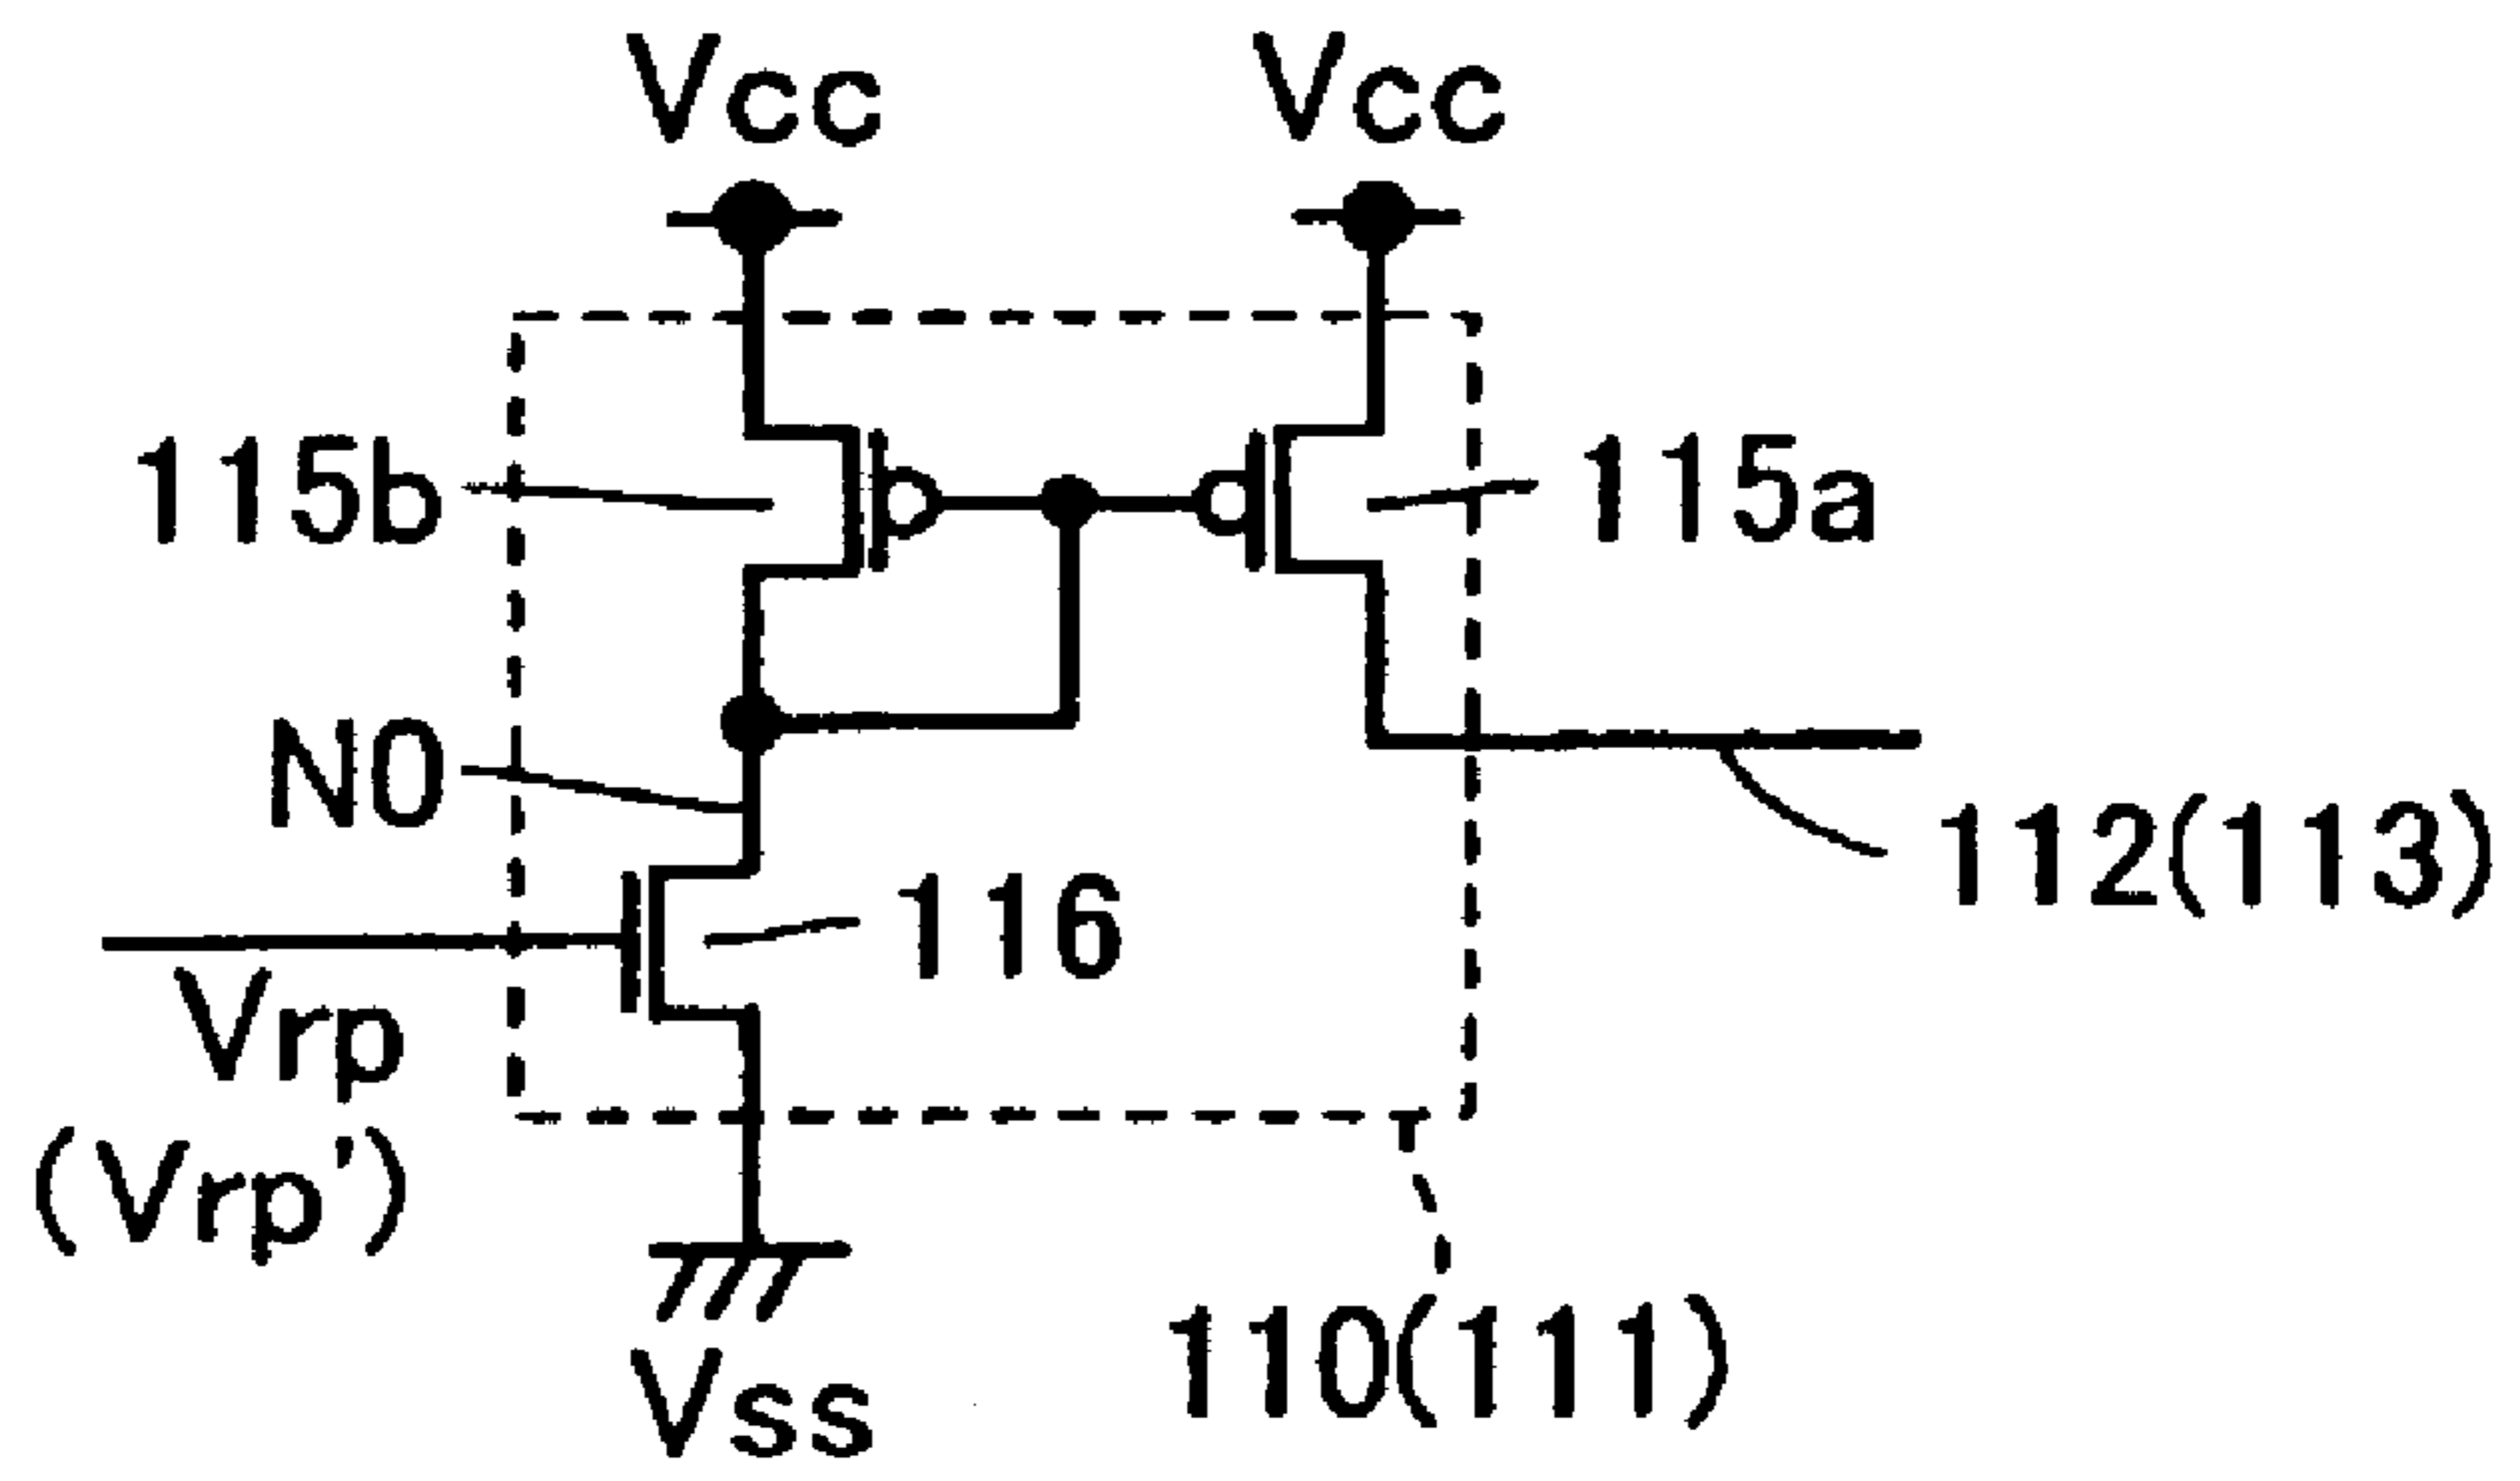 Vcc Vcc
115b 115a
N0
112(113)
116
Vrp
(Vrp')
110(111)
Vss